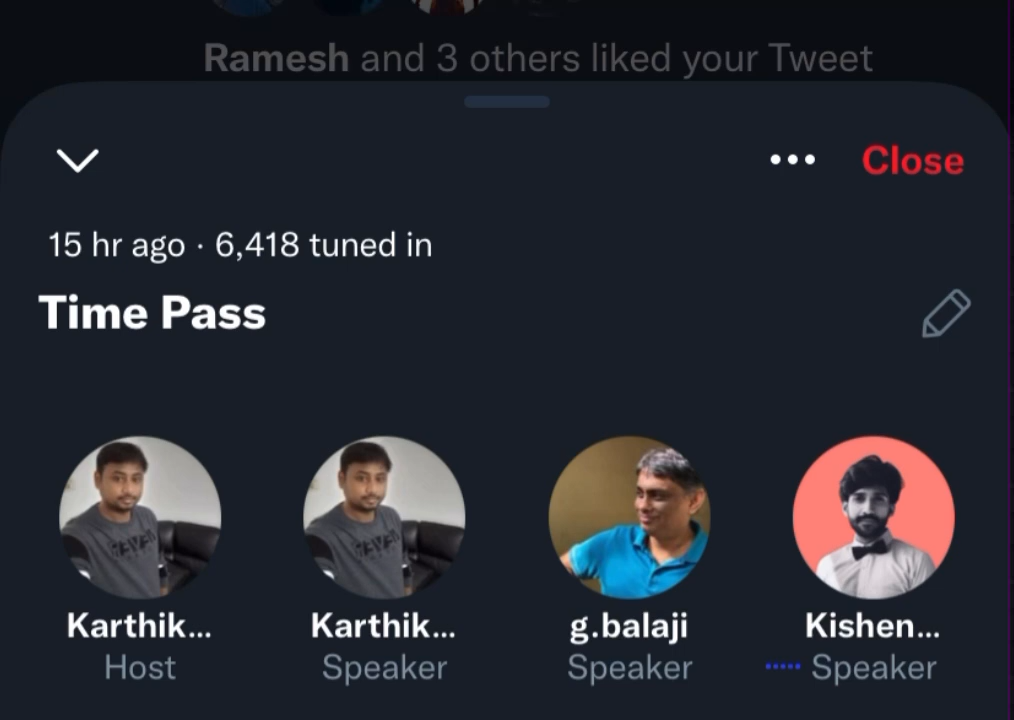 Ramesh and 3 others liked your Tweet
Close
15 hr ago · 6,418 tuned in
Time Pass
Karthik... Karthik... g.balaji Kishen...
Host Speaker Speaker Speaker